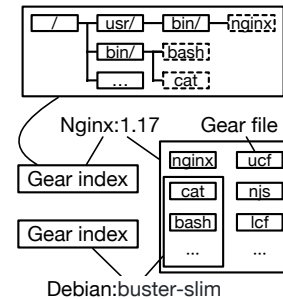 / usr/ bin/ nginx
bin/ bash
... cat
Nginx:1.17 Gear file
nginx ucf
Gear index cat njs
Gear index bash lcf
... ...
Debian:buster-slim